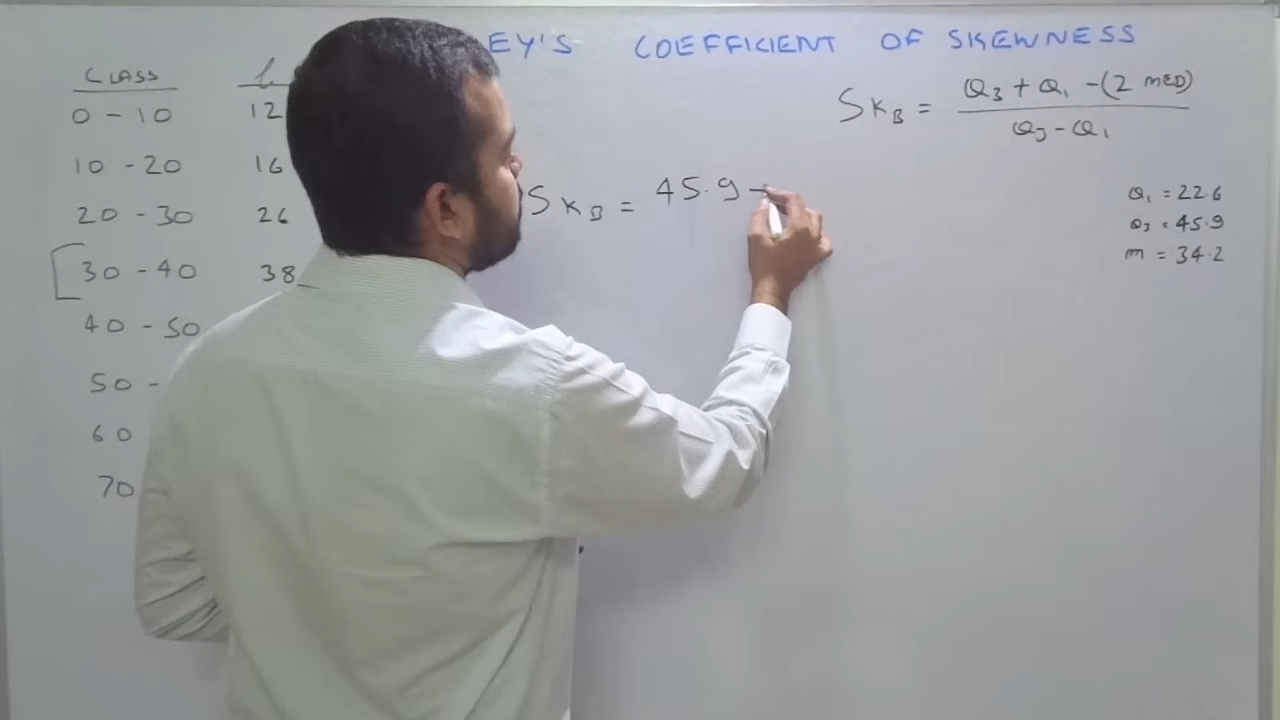 EY'S COEFFICIENT OF SKEWNESS
CLASS f
0 - 10 12
10 - 20 16
20 - 30 26
30 - 40 38
40 - 50
50 -
60
70
SKB = Q3 + Q1 - (2 MED)
Q3 - Q1
SKB = 45.9
Q1 = 22.6
Q3 = 45.9
m = 34.2